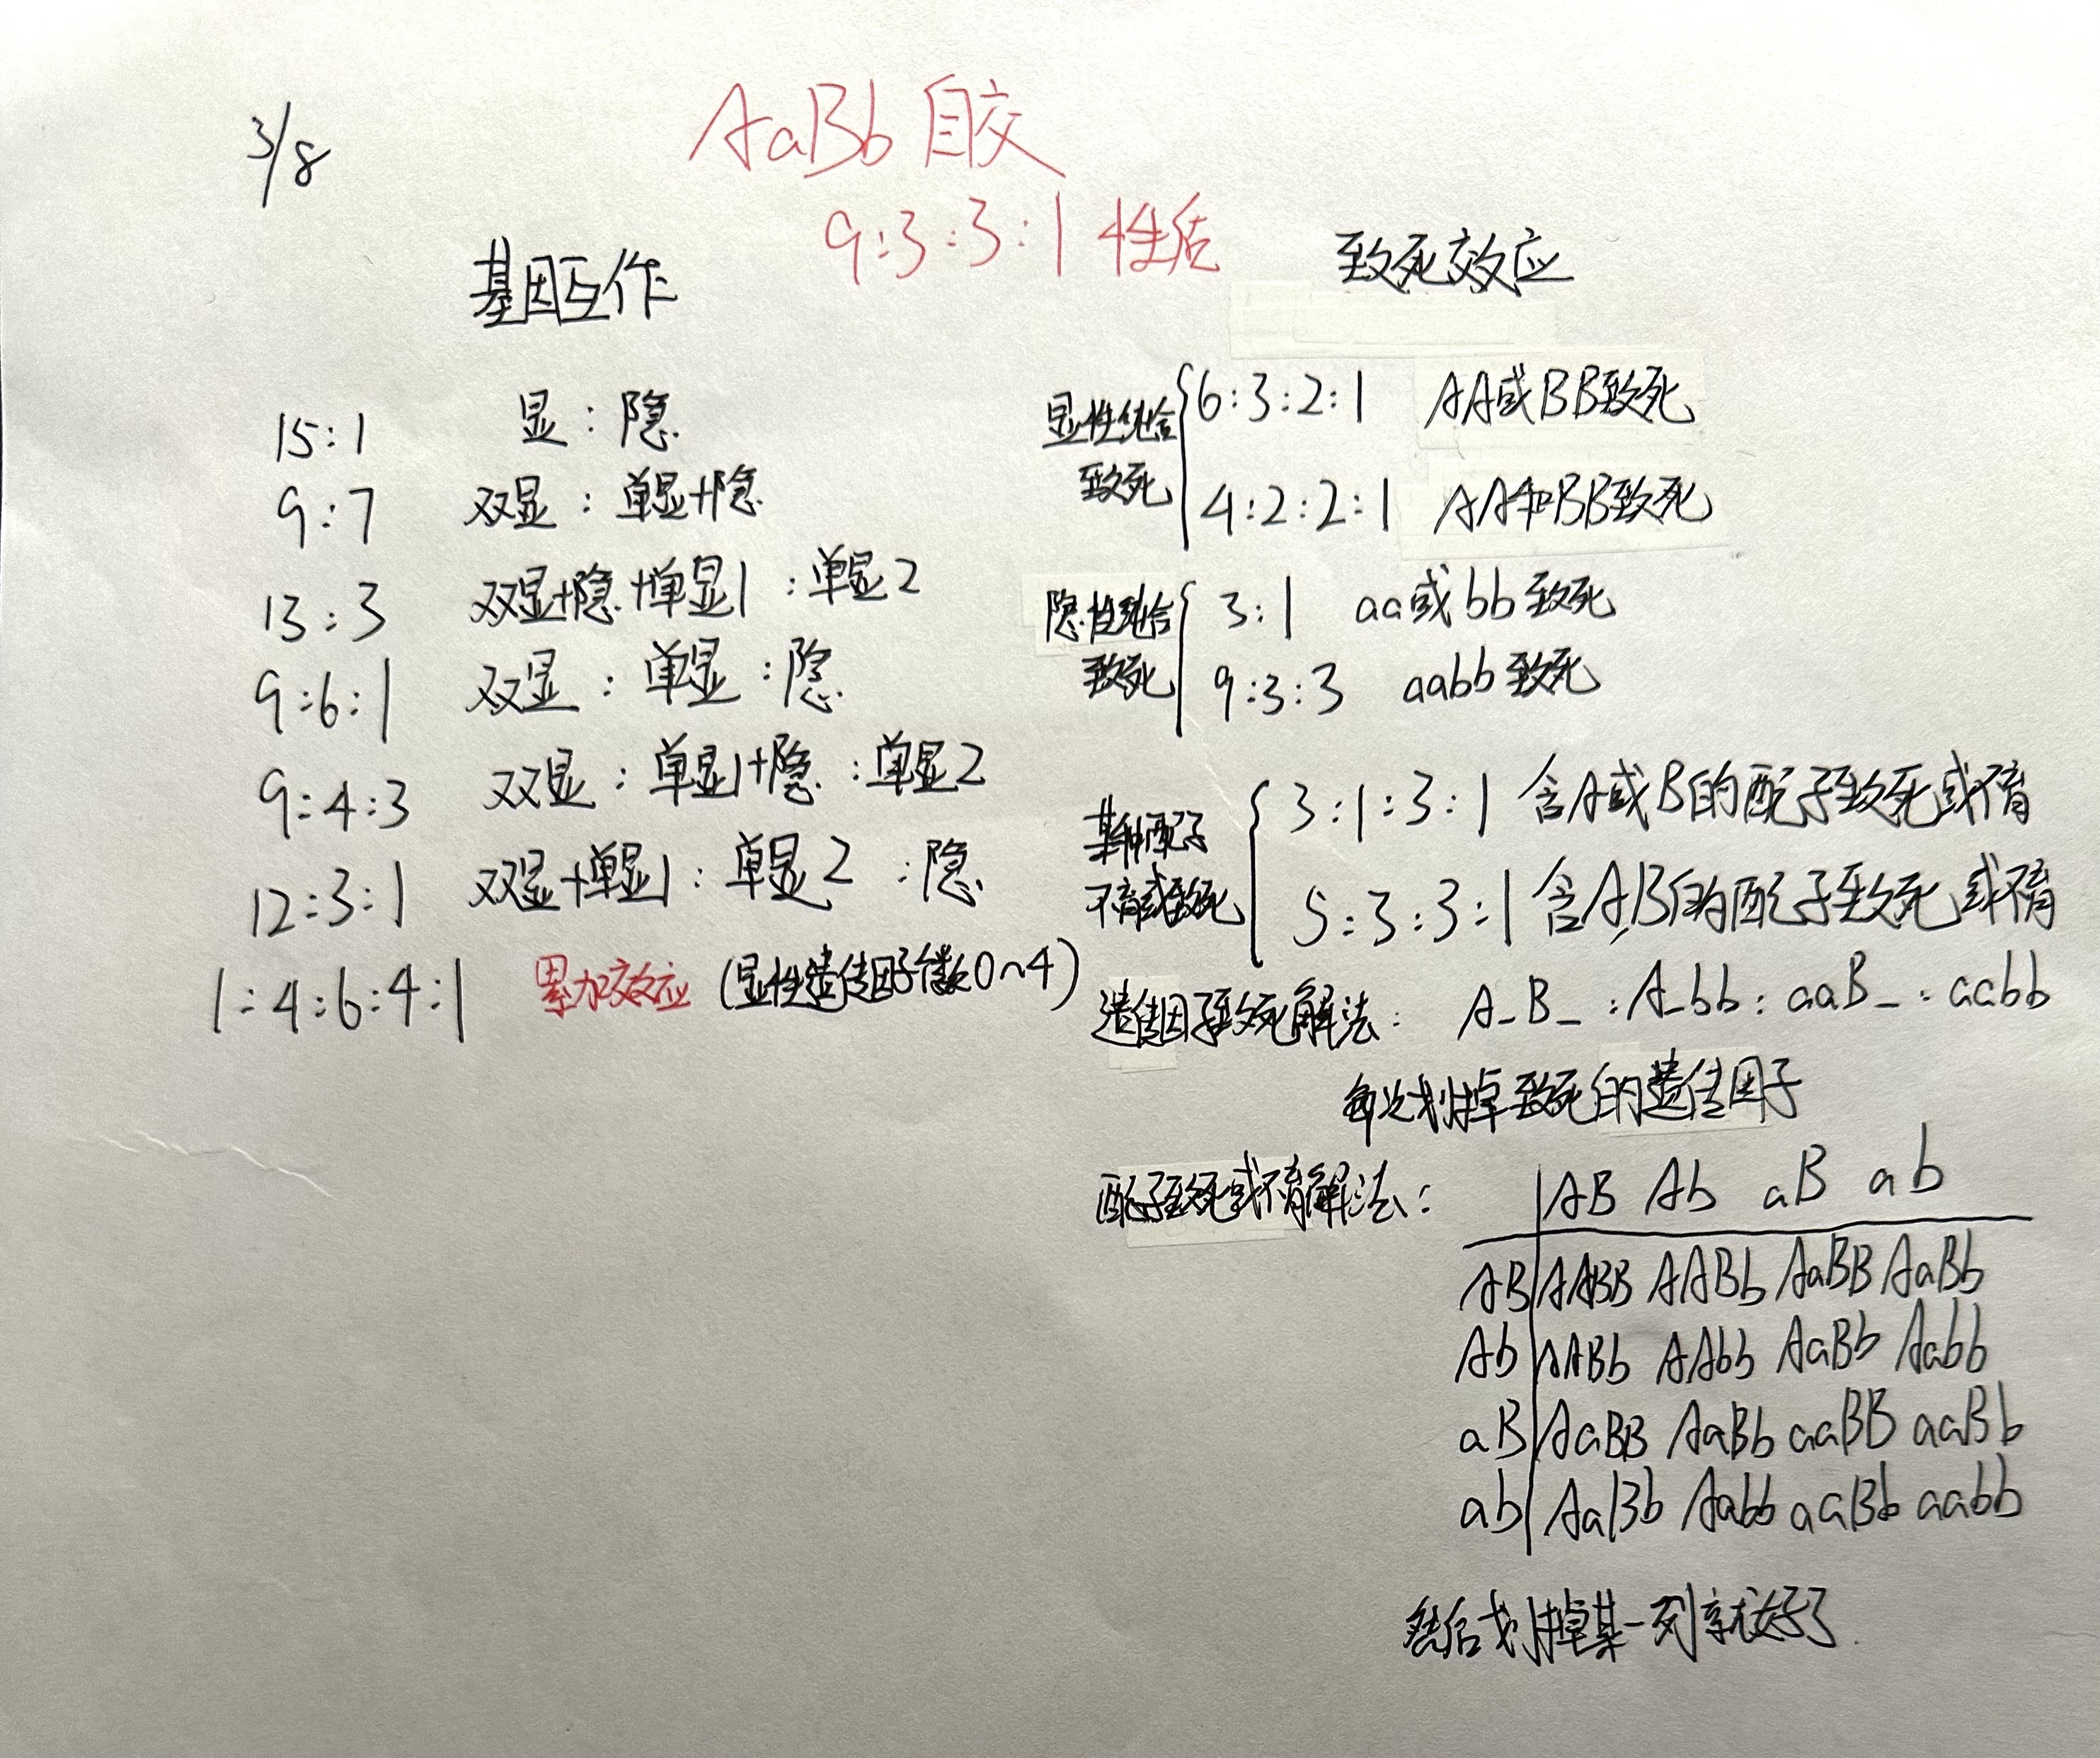 3/8
AaBb 自交
9:3:3:1 性活
基因互作
15:1 显:隐
9:7 双显:单显+隐
13:3 双显+隐+单显1:单显2
9:6:1 双显:单显:隐
9:4:3 双显:单显1+隐:单显2
12:3:1 双显+单显1:单显2:隐
1:4:6:4:1 累加效应(显性遗传因子个数0~4)
致死效应
显性纯合致死
6:3:2:1 AA或BB致死
4:2:2:1 AA和BB致死
隐性纯合致死
3:1 aa或bb致死
9:3:3 aabb致死
某种配子不育或致死
3:1:3:1 含A或B的配子致死或不育
5:3:3:1 含AB的配子致死或不育
遗传因子致死解法: A_B_:A_bb:aaB_:aabb
每次划掉致死的遗传因子
配子致死或不育解法:
AB Ab aB ab
AB AABB AABb AaBB AaBb
Ab AABb AAbb AaBb Aabb
aB AaBB AaBb aaBB aaBb
ab AaBb Aabb aaBb aabb
然后划掉某一列就好了